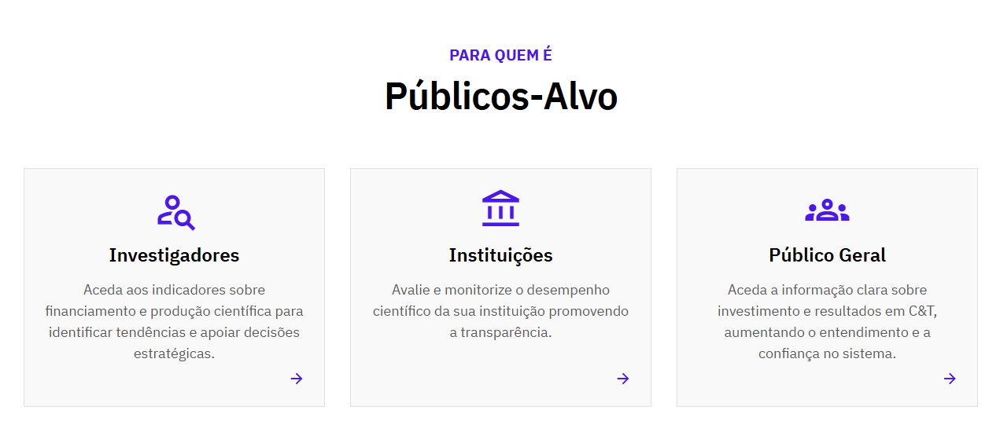 PARA QUEM É
Públicos-Alvo
Investigadores
Aceda aos indicadores sobre
financiamento e produção científica para
identificar tendências e apoiar decisões
estratégicas.
Instituições
Avalie e monitorize o desempenho
científico da sua instituição promovendo
a transparência.
Público Geral
Aceda a informação clara sobre
investimento e resultados em C&T,
aumentando o entendimento e a
confiança no sistema.